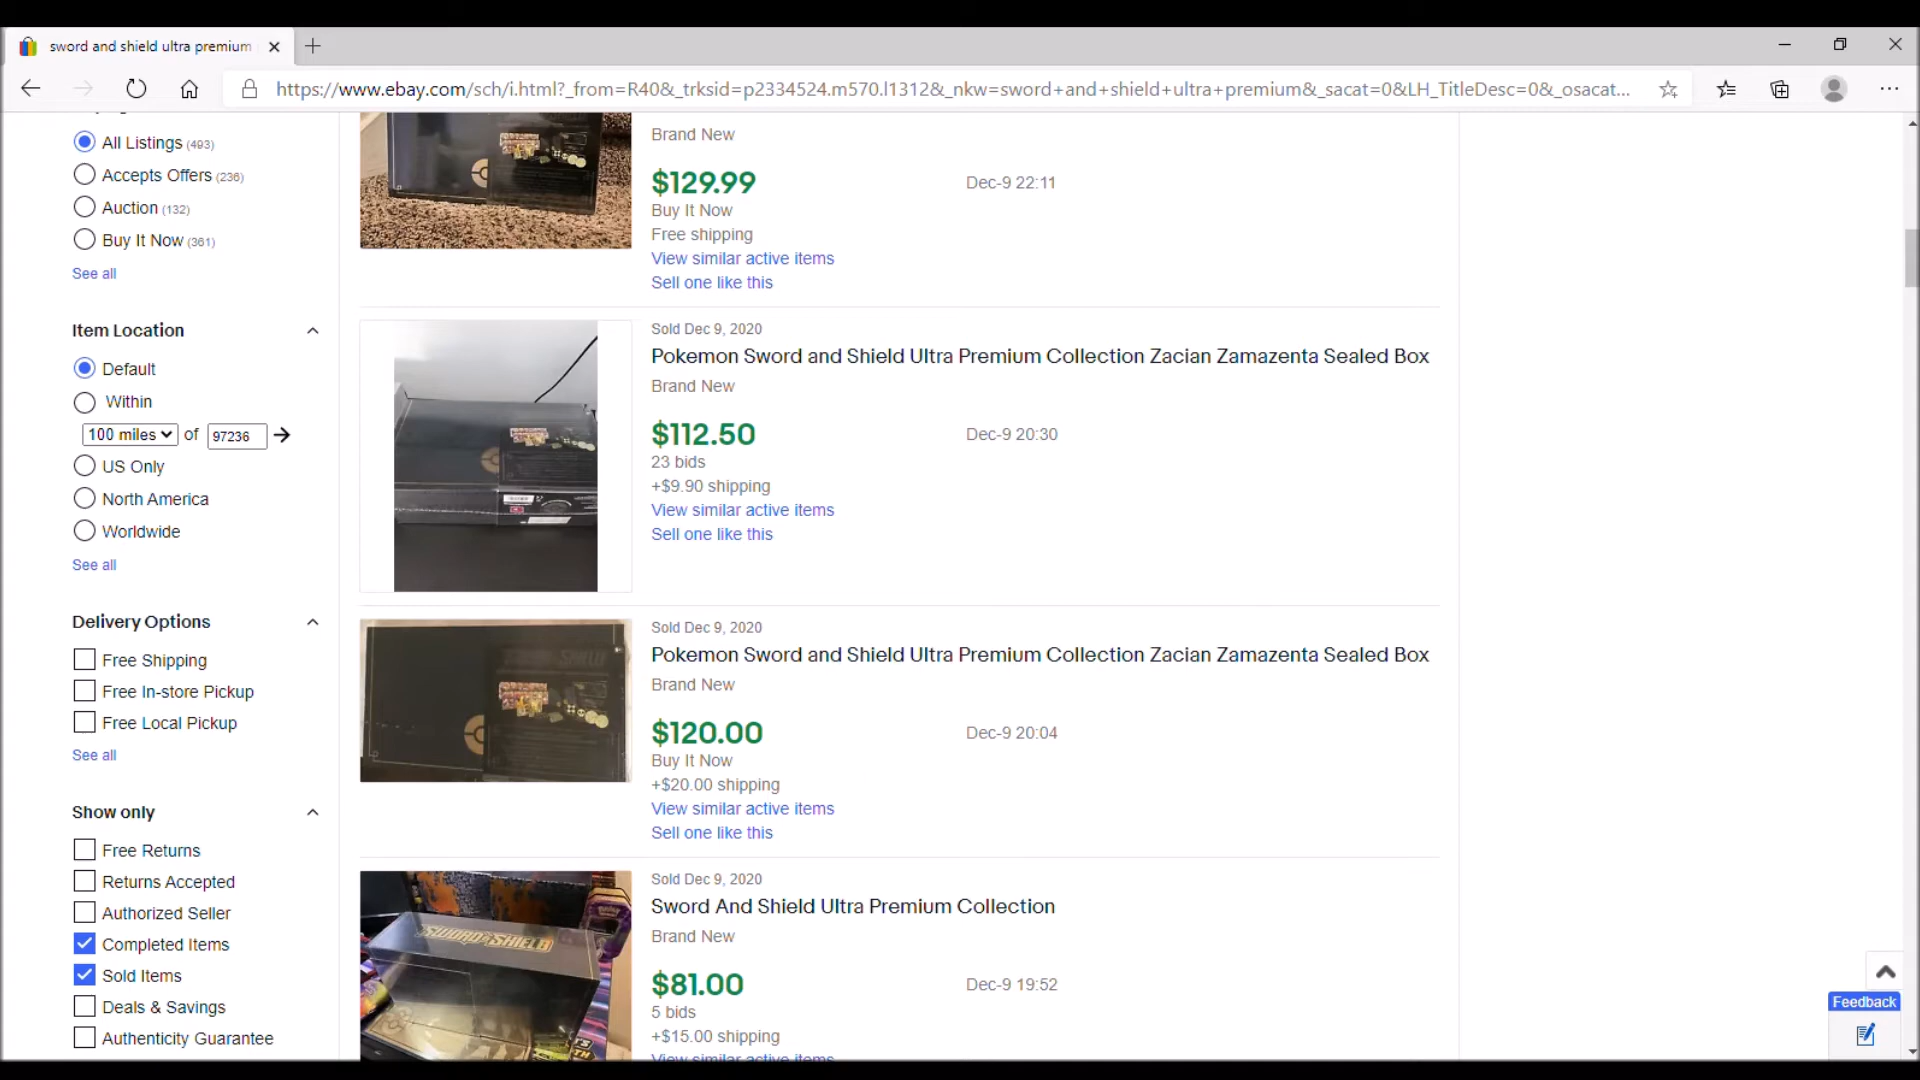 sword and shield ultra premium
https://www.ebay.com/sch/i.html?_from=R40&_trksid=p2334524.m570.l1312&_nkw=sword+and+shield+ultra+premium&_sacat=0&LH_TitleDesc=0&_osacat...
All Listings (493)
Accepts Offers (236)
Auction (132)
Buy It Now (361)
See all
Item Location
Default
Within
100 miles of 97236
US Only
North America
Worldwide
See all
Delivery Options
Free Shipping
Free In-store Pickup
Free Local Pickup
See all
Show only
Free Returns
Returns Accepted
Authorized Seller
Completed Items
Sold Items
Deals & Savings
Authenticity Guarantee
Brand New
$129.99 Dec-9 22:11
Buy It Now
Free shipping
View similar active items
Sell one like this
Sold Dec 9, 2020
Pokemon Sword and Shield Ultra Premium Collection Zacian Zamazenta Sealed Box
Brand New
$112.50 Dec-9 20:30
23 bids
+$9.90 shipping
View similar active items
Sell one like this
Sold Dec 9, 2020
Pokemon Sword and Shield Ultra Premium Collection Zacian Zamazenta Sealed Box
Brand New
$120.00 Dec-9 20:04
Buy It Now
+$20.00 shipping
View similar active items
Sell one like this
Sold Dec 9, 2020
Sword And Shield Ultra Premium Collection
Brand New
$81.00 Dec-9 19:52
5 bids
+$15.00 shipping
View similar active items
SWORD & SHIELD
Feedback